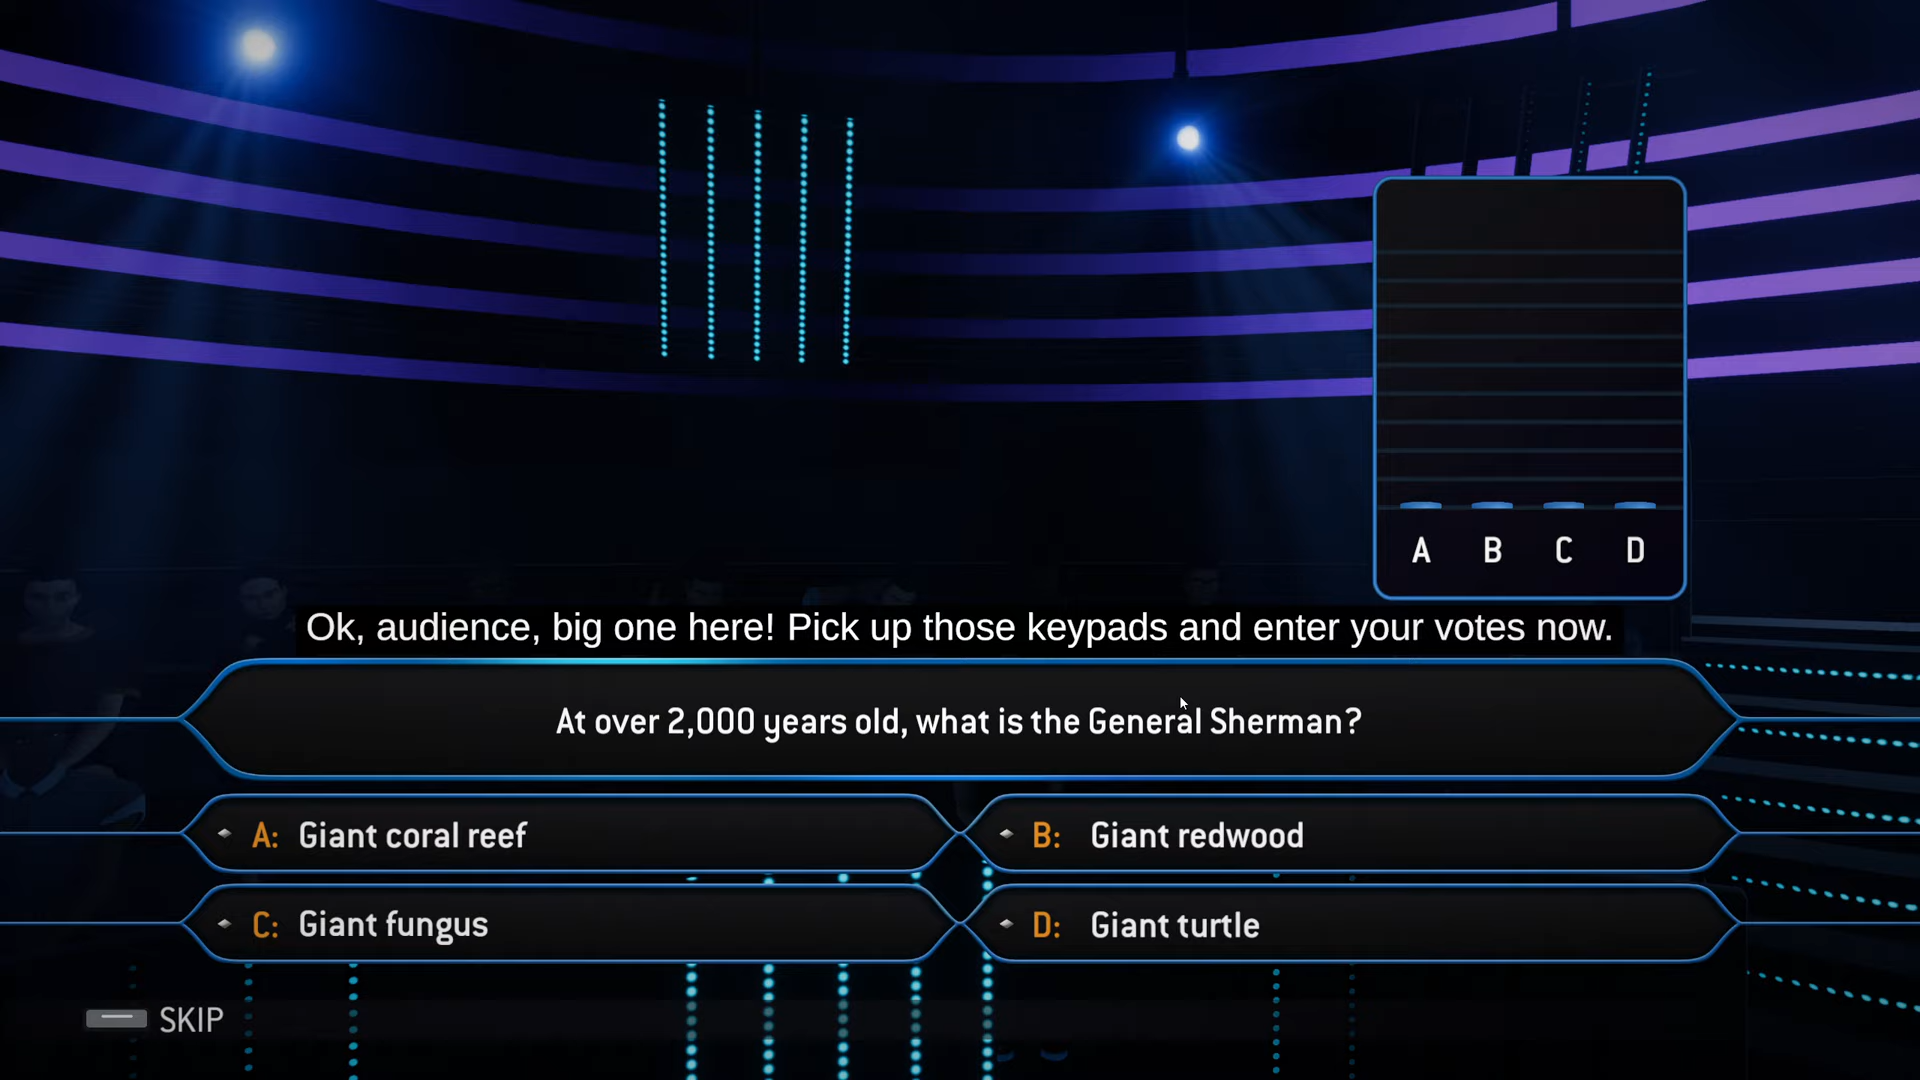 A B C D
Ok, audience, big one here! Pick up those keypads and enter your votes now.
At over 2,000 years old, what is the General Sherman?
A: Giant coral reef
B: Giant redwood
C: Giant fungus
D: Giant turtle
SKIP